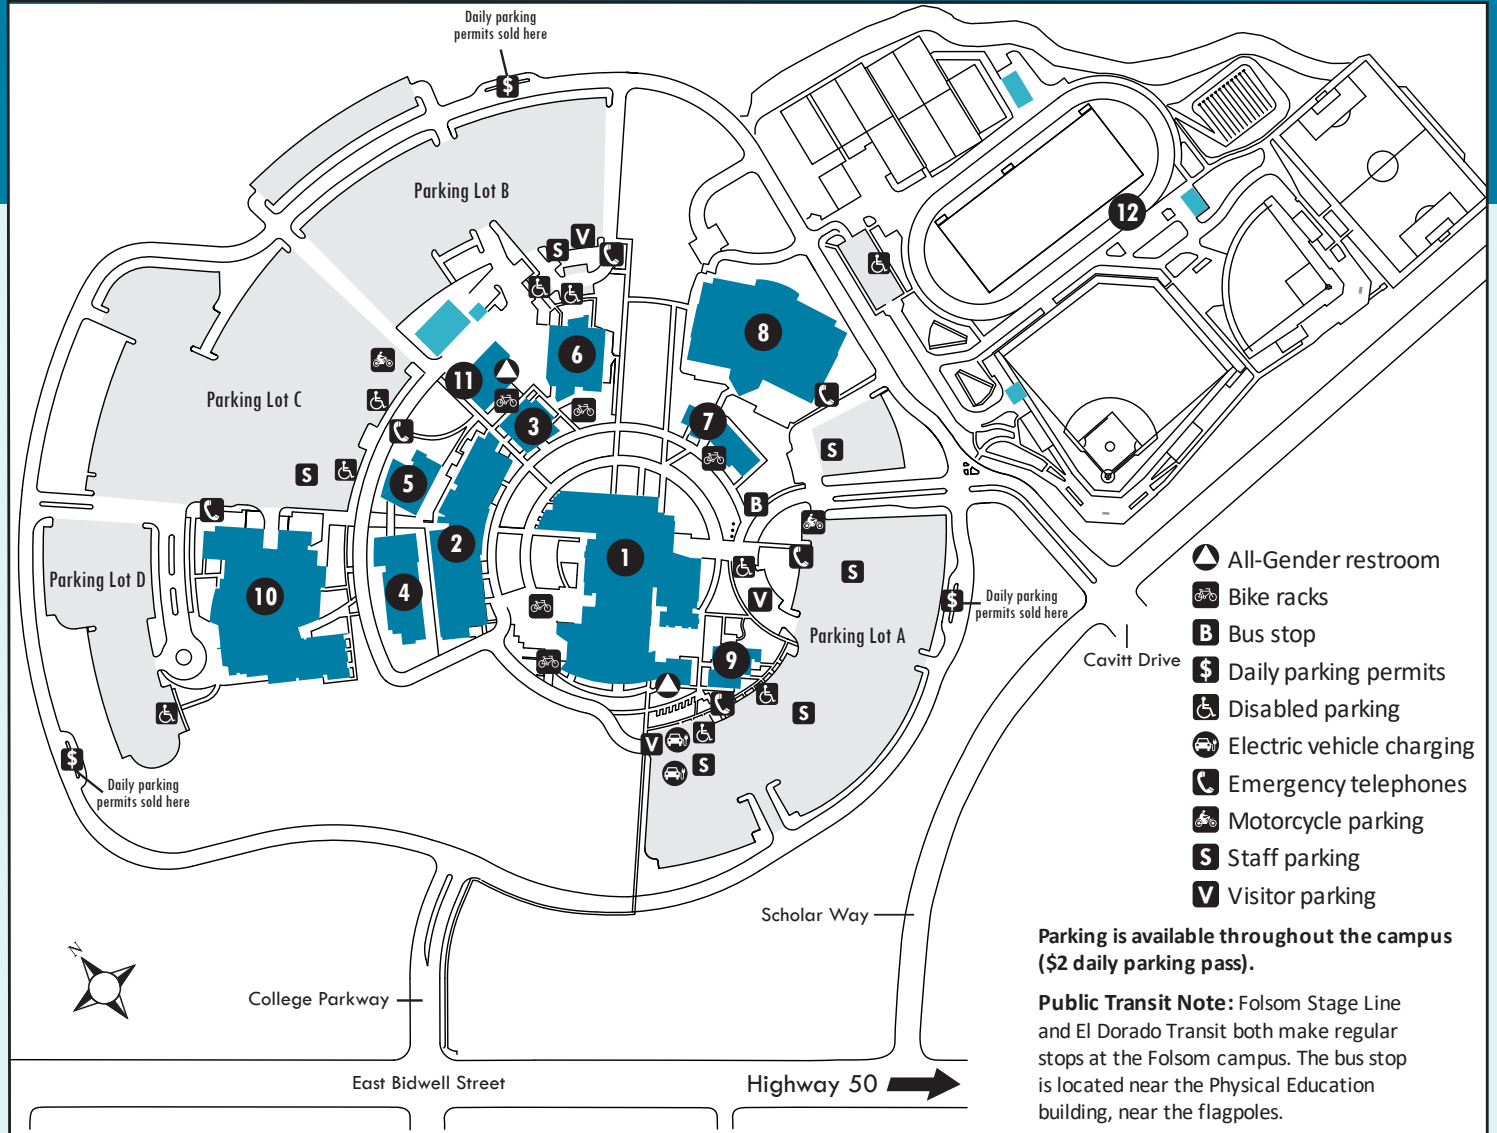 Daily parking
permits sold here
$
Parking Lot B
12
V
S
8
6
11
Parking Lot C
7
3
S
S
5
B
2
1
S
Parking Lot D
10
4
V
$
Daily parking
permits sold here
Parking Lot A
9
S
V
S
$
Daily parking
permits sold here
Cavitt Drive
All-Gender restroom
Bike racks
B Bus stop
$ Daily parking permits
Disabled parking
Electric vehicle charging
Emergency telephones
Motorcycle parking
S Staff parking
V Visitor parking
Scholar Way
Parking is available throughout the campus
($2 daily parking pass).
N
College Parkway
Public Transit Note: Folsom Stage Line
and El Dorado Transit both make regular
stops at the Folsom campus. The bus stop
is located near the Physical Education
building, near the flagpoles.
East Bidwell Street
Highway 50